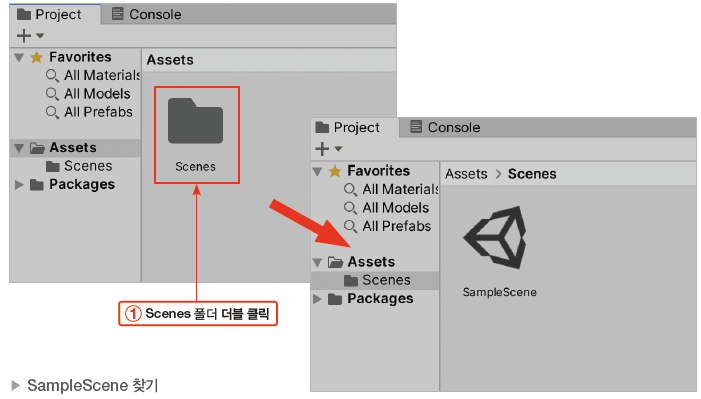 Project
Console
Favorites
All Materials
All Models
All Prefabs
Assets
Scenes
Packages
Assets
Scenes
① Scenes 폴더 더블 클릭
Project
Console
Favorites
All Materials
All Models
All Prefabs
Assets
Scenes
Packages
Assets > Scenes
SampleScene
▶ SampleScene 찾기